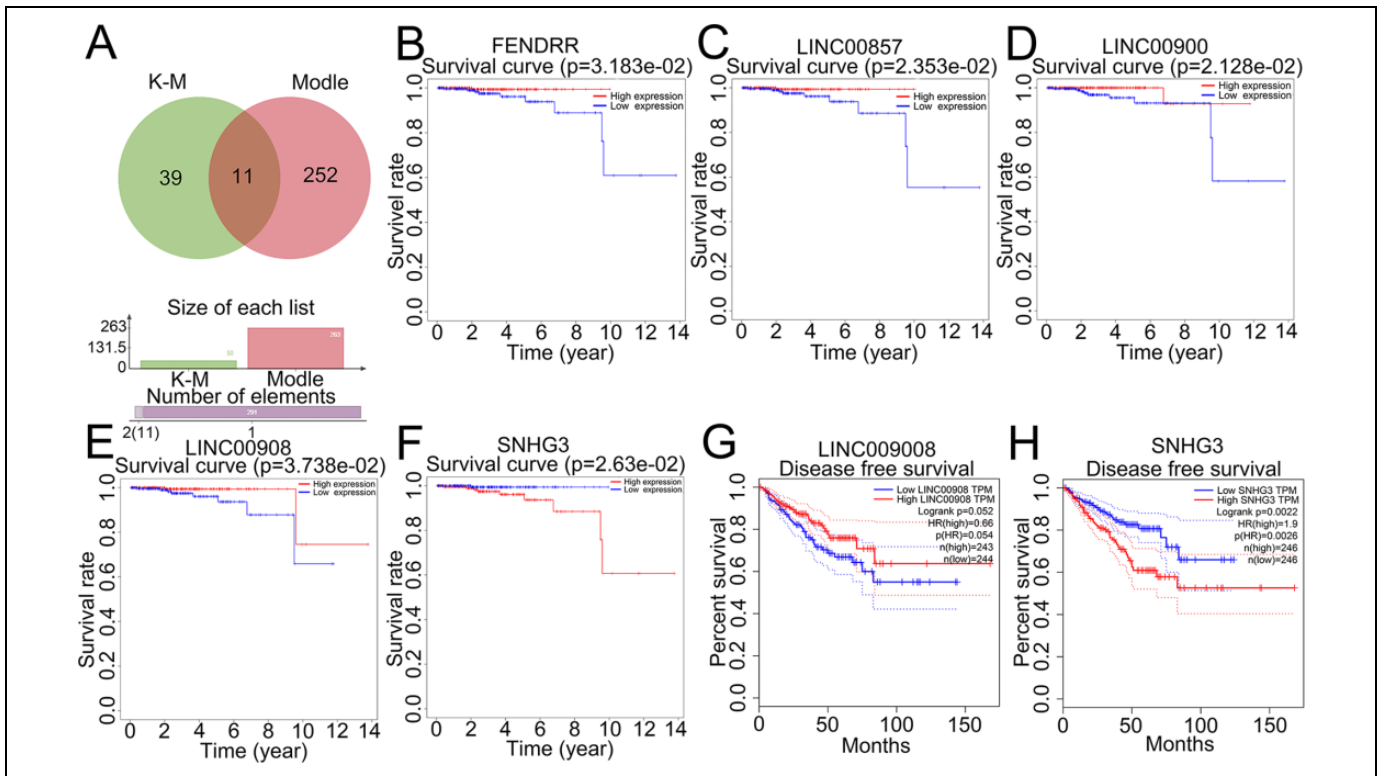 A
K-M
Modle
39
11
252
Size of each list
263
131.5
0
50
263
K-M
Modle
Number of elements
291
2(11)
1
B
FENDRR
Survival curve (p=3.183e-02)
High expression
Low expression
Survivel rate
0.0 0.2 0.4 0.6 0.8 1.0
0 2 4 6 8 10 12 14
Time (year)
C
LINC00857
Survival curve (p=2.353e-02)
High expression
Low expression
Survival rate
0.0 0.2 0.4 0.6 0.8 1.0
0 2 4 6 8 10 12 14
Time (year)
D
LINC00900
Survival curve (p=2.128e-02)
High expression
Low expression
Survival rate
0.0 0.2 0.4 0.6 0.8 1.0
0 2 4 6 8 10 12 14
Time (year)
E
LINC00908
Survival curve (p=3.738e-02)
High expression
Low expression
Survival rate
0.0 0.2 0.4 0.6 0.8 1.0
0 2 4 6 8 10 12 14
Time (year)
F
SNHG3
Survival curve (p=2.63e-02)
High expression
Low expression
Survival rate
0.0 0.2 0.4 0.6 0.8 1.0
0 2 4 6 8 10 12 14
Time (year)
G
LINC009008
Disease free survival
Low LINC00908 TPM
High LINC00908 TPM
Logrank p=0.052
HR(high)=0.66
p(HR)=0.054
n(high)=243
n(low)=244
Percent survival
0.0 0.2 0.4 0.6 0.8 1.0
0 50 100 150
Months
H
SNHG3
Disease free survival
Low SNHG3 TPM
High SNHG3 TPM
Logrank p=0.0022
HR(high)=1.9
p(HR)=0.0026
n(high)=246
n(low)=246
Percent survival
0.0 0.2 0.4 0.6 0.8 1.0
0 50 100 150
Months